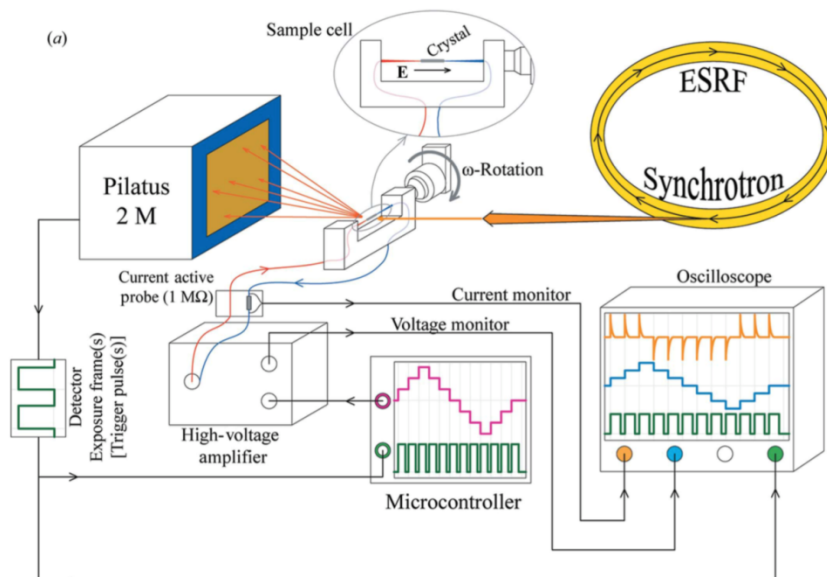 (a)
Sample cell
Crystal
E
ESRF
Synchrotron
ω-Rotation
Pilatus
2 M
Current active
probe (1 MΩ)
Current monitor
Voltage monitor
Oscilloscope
Detector
Exposure frame(s)
[Trigger pulse(s)]
High-voltage
amplifier
Microcontroller